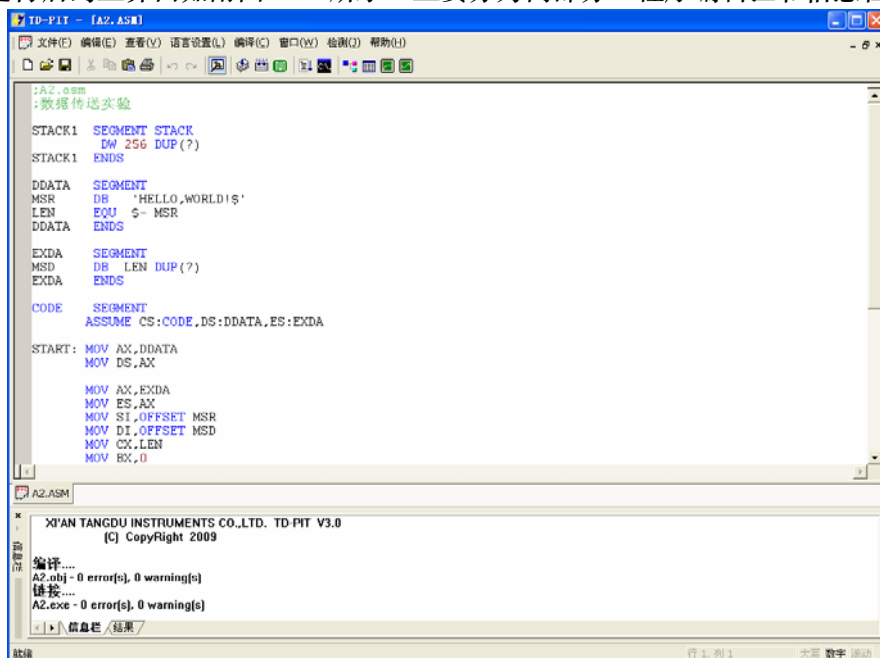 TD-PIT - [A2.ASM]
文件(F) 编辑(E) 查看(V) 语言设置(L) 编译(C) 窗口(W) 检测(J) 帮助(H)
;A2.asm
;数据传送实验
STACK1 SEGMENT STACK
DW 256 DUP(?)
STACK1 ENDS
DDATA SEGMENT
MSR DB 'HELLO,WORLD!$'
LEN EQU $- MSR
DDATA ENDS
EXDA SEGMENT
MSD DB LEN DUP(?)
EXDA ENDS
CODE SEGMENT
ASSUME CS:CODE,DS:DDATA,ES:EXDA
START: MOV AX,DDATA
MOV DS,AX
MOV AX,EXDA
MOV ES,AX
MOV SI,OFFSET MSR
MOV DI,OFFSET MSD
MOV CX,LEN
MOV BX,0
A2.ASM
信息栏
XI'AN TANGDU INSTRUMENTS CO.,LTD. TD-PIT V3.0
(C) CopyRight 2009
编译....
A2.obj - 0 error(s), 0 warning(s)
链接....
A2.exe - 0 error(s), 0 warning(s)
信息栏 结果
就绪
行 1, 列 1 大写 数字 滚动